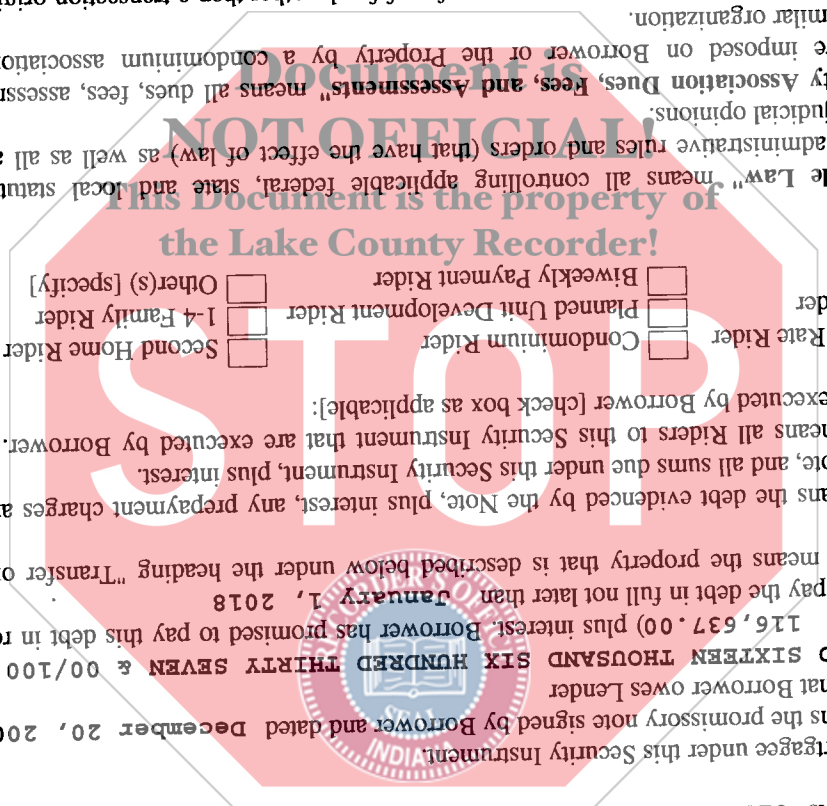 rtgagee under this Security Instrument.
ns the promissory note signed by Borrower and dated December 20, 200
hat Borrower owes Lender
D SIXTEEN THOUSAND SIX HUNDRED THIRTY SEVEN & 00/100
116,637.00) plus interest. Borrower has promised to pay this debt in re
pay the debt in full not later than January 1, 2018 .
means the property that is described below under the heading "Transfer o
ans the debt evidenced by the Note, plus interest, any prepayment charges a
ote, and all sums due under this Security Instrument, plus interest.
neans all Riders to this Security Instrument that are executed by Borrower.
executed by Borrower [check box as applicable]:
Rate Rider Condominium Rider Second Home Rider
der Planned Unit Development Rider 1-4 Family Rider
Biweekly Payment Rider Other(s) [specify]
le Law" means all controlling applicable federal, state and local statut
administrative rules and orders (that have the effect of law) as well as all a
judicial opinions.
ty Association Dues, Fees, and Assessments" means all dues, fees, assessm
e imposed on Borrower or the Property by a condominium association
milar organization.
Document is
NOT OFFICIAL!
This Document is the property of
the Lake County Recorder!
STOP
RECORDER'S OFFICE
SEAL
INDIANA